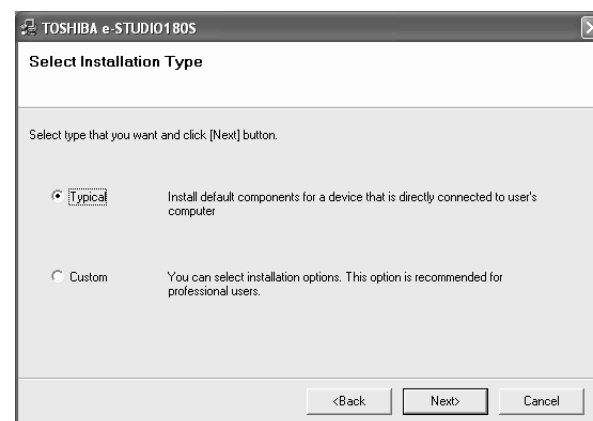 TOSHIBA e-STUDIO180S
Select Installation Type
Select type that you want and click [Next] button.
Typical
Install default components for a device that is directly connected to user's
computer
Custom
You can select installation options. This option is recommended for
professional users.
<Back
Next>
Cancel